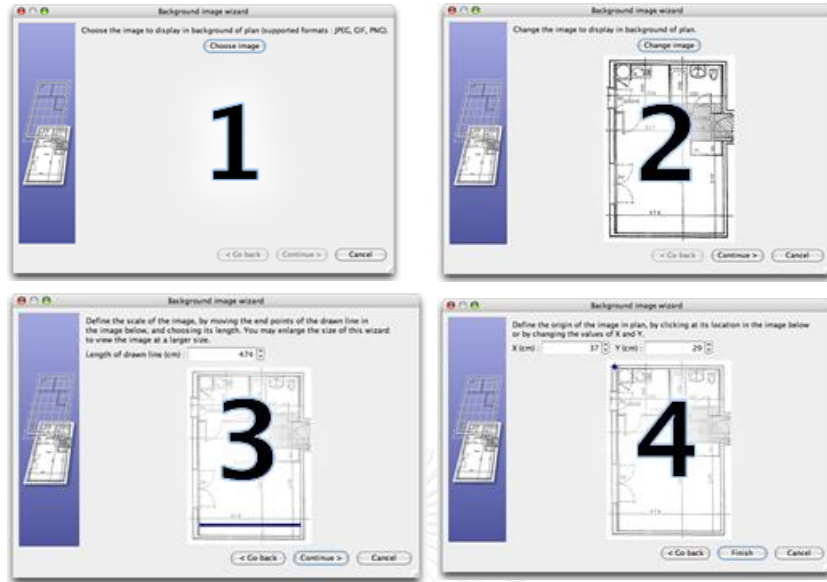 Background image wizard
Choose the image to display in background of plan (supported formats : JPEG, GIF, PNG).
Choose image
1
< Go back
Continue >
Cancel
Background image wizard
Change the image to display in background of plan.
Change image
2
474
< Go back
Continue >
Cancel
Background image wizard
Define the scale of the image, by moving the end points of the drawn line in
the image below, and choosing its length. You may enlarge the size of this wizard
to view the image at a larger size.
Length of drawn line (cm) : 474
3
< Go back
Continue >
Cancel
Background image wizard
Define the origin of the image in plan, by clicking at its location in the image below
or by changing the values of X and Y.
X (cm) : 37 Y (cm) : 29
4
474
< Go back
Finish
Cancel